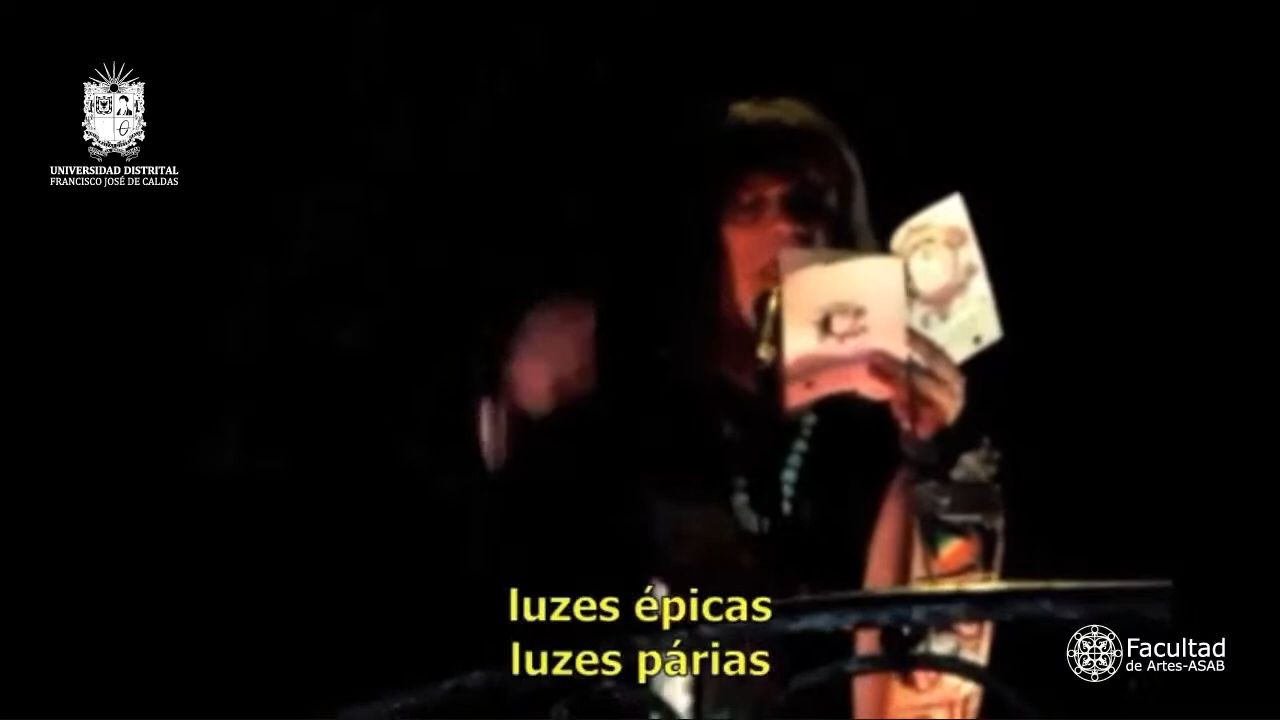 UNIVERSIDAD DISTRITAL
FRANCISCO JOSÉ DE CALDAS
luzes épicas
luzes párias
Facultad
de Artes-ASAB